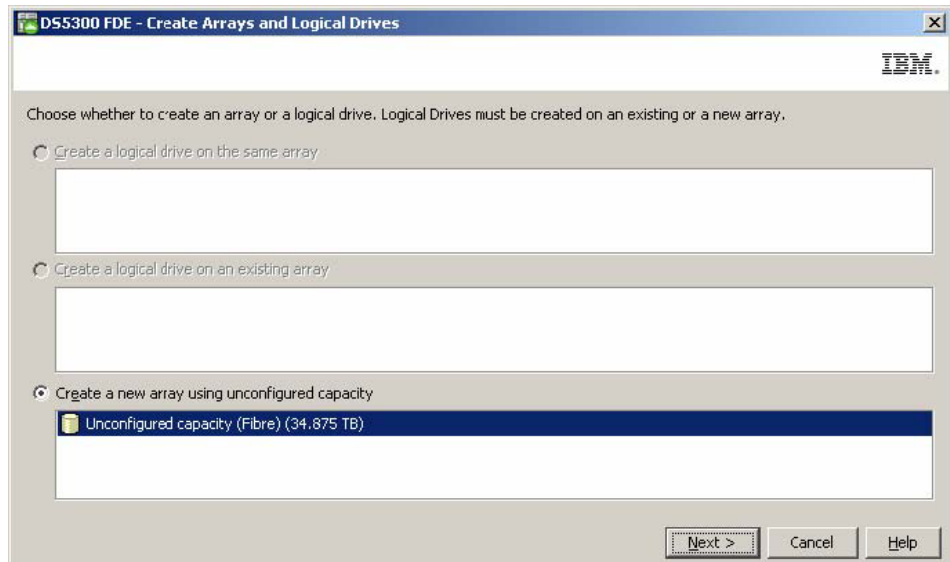 DS5300 FDE - Create Arrays and Logical Drives
IBM.
Choose whether to create an array or a logical drive. Logical Drives must be created on an existing or a new array.
Create a logical drive on the same array
Create a logical drive on an existing array
Create a new array using unconfigured capacity
Unconfigured capacity (Fibre) (34.875 TB)
Next > Cancel Help